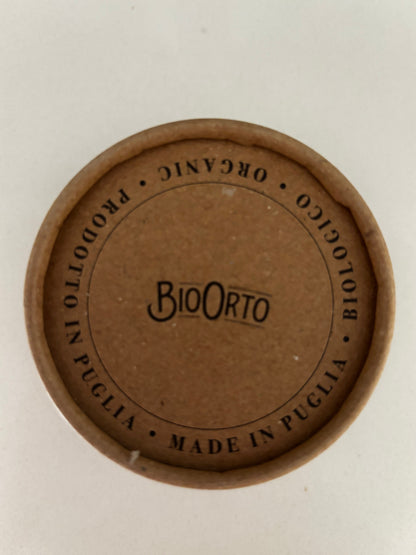 BIOORTO
PRODOTTO IN PUGLIA • MADE IN PUGLIA • BIOLOGICO • ORGANIC •